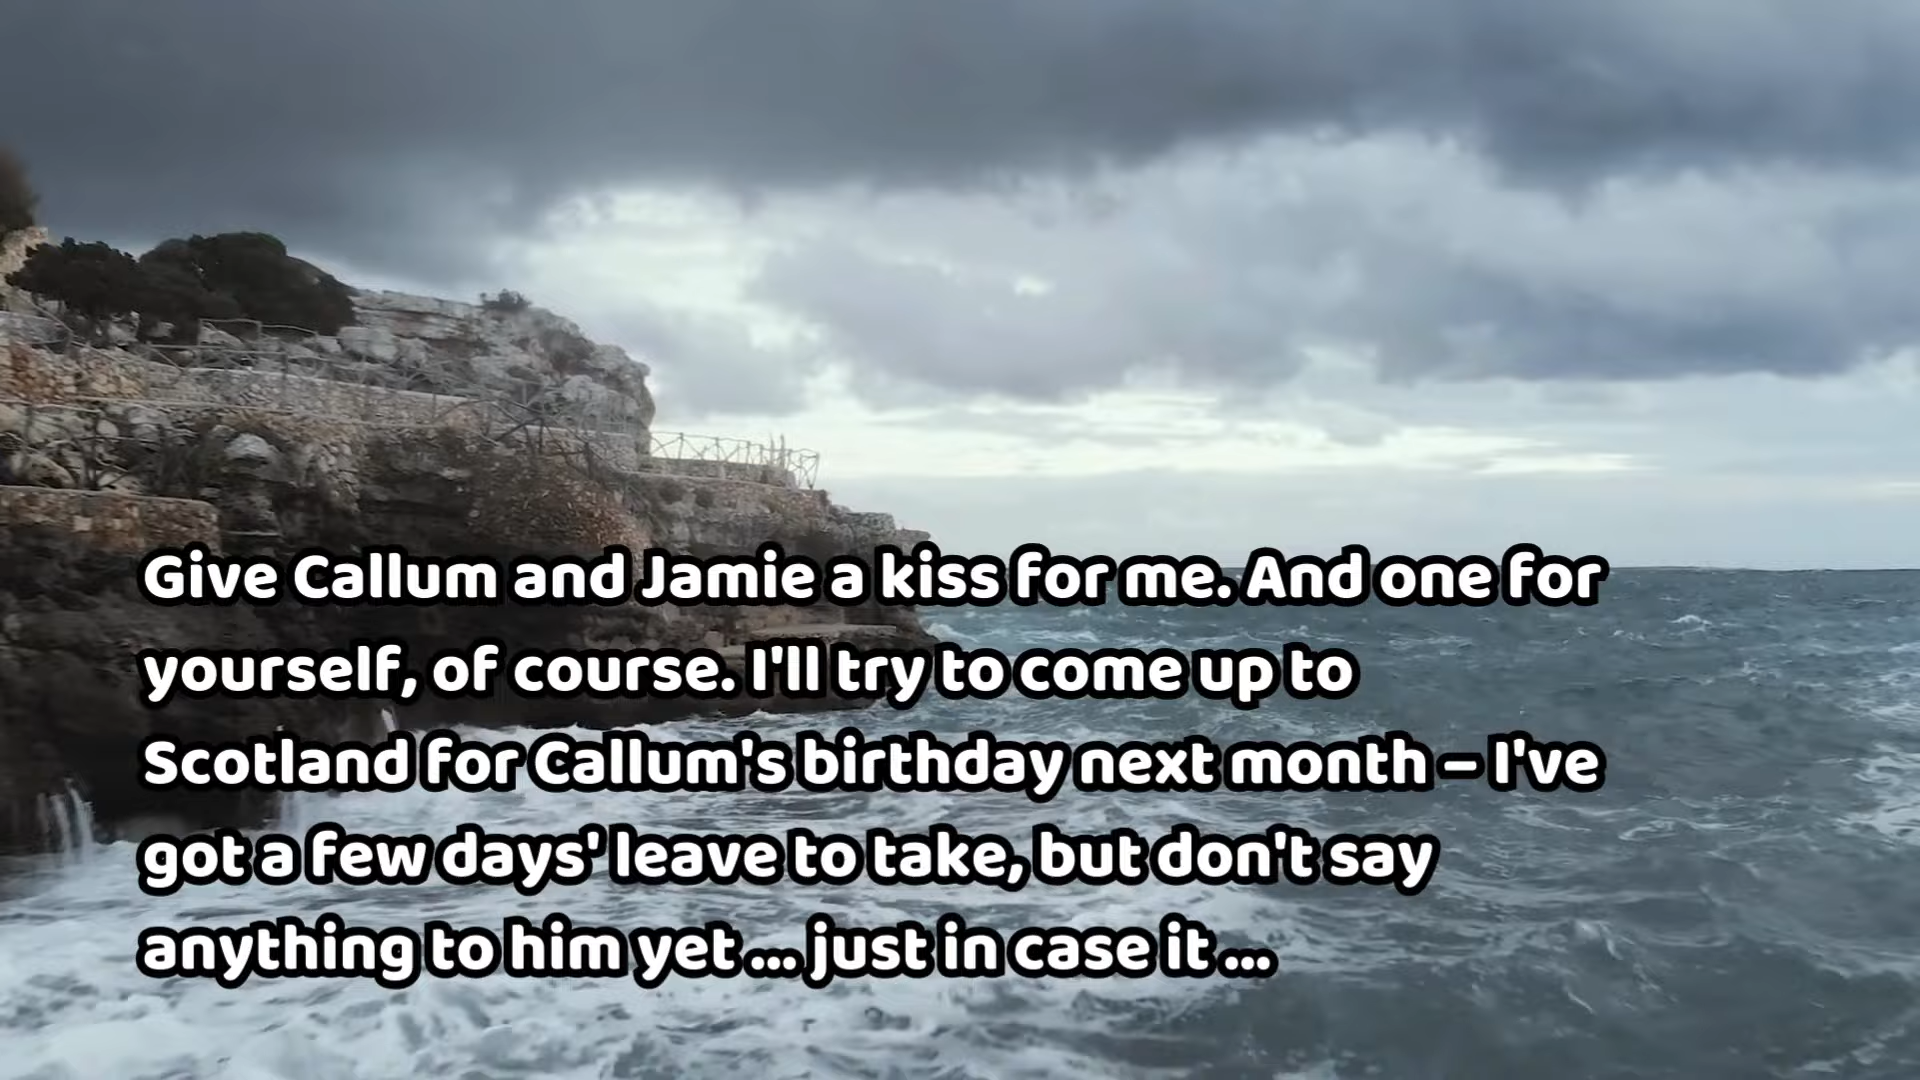 Give Callum and Jamie a kiss for me. And one for
yourself, of course. I'll try to come up to
Scotland for Callum's birthday next month – I've
got a few days' leave to take, but don't say
anything to him yet ... just in case it ...